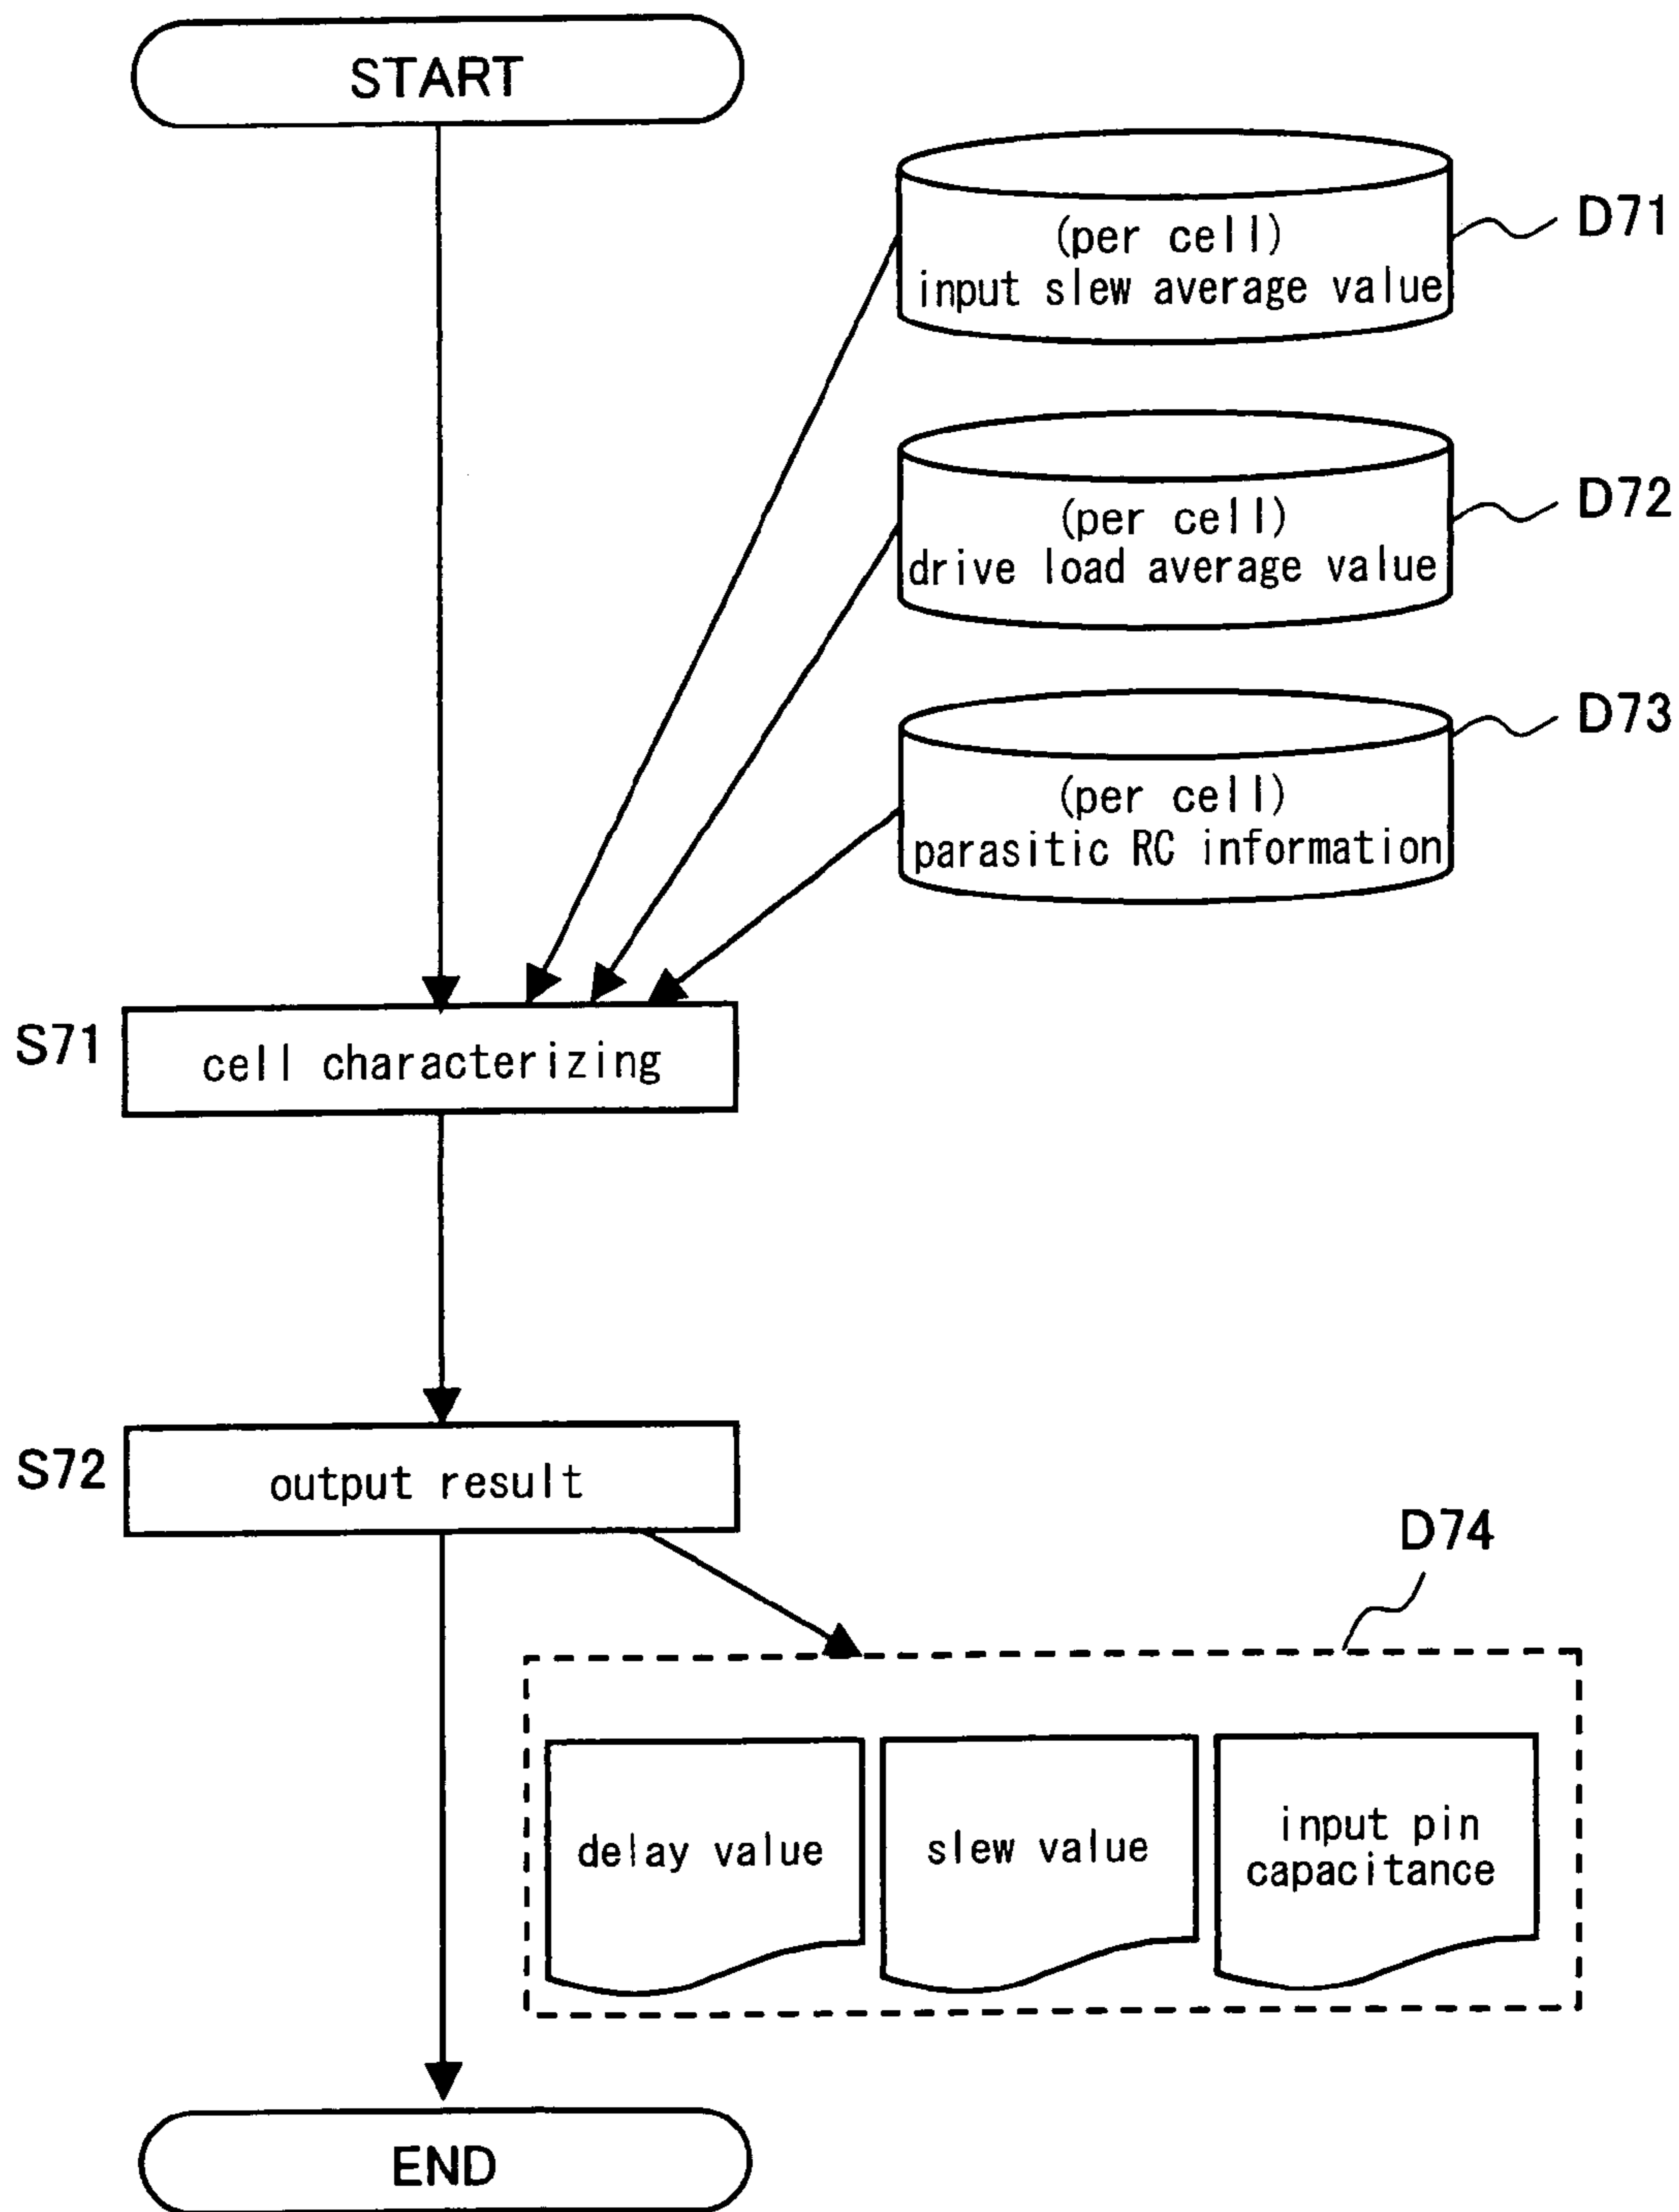 START
(per cell)
input slew average value
D71
(per cell)
drive load average value
D72
(per cell)
parasitic RC information
D73
S71
cell characterizing
S72
output result
D74
delay value
slew value
input pin
capacitance
END